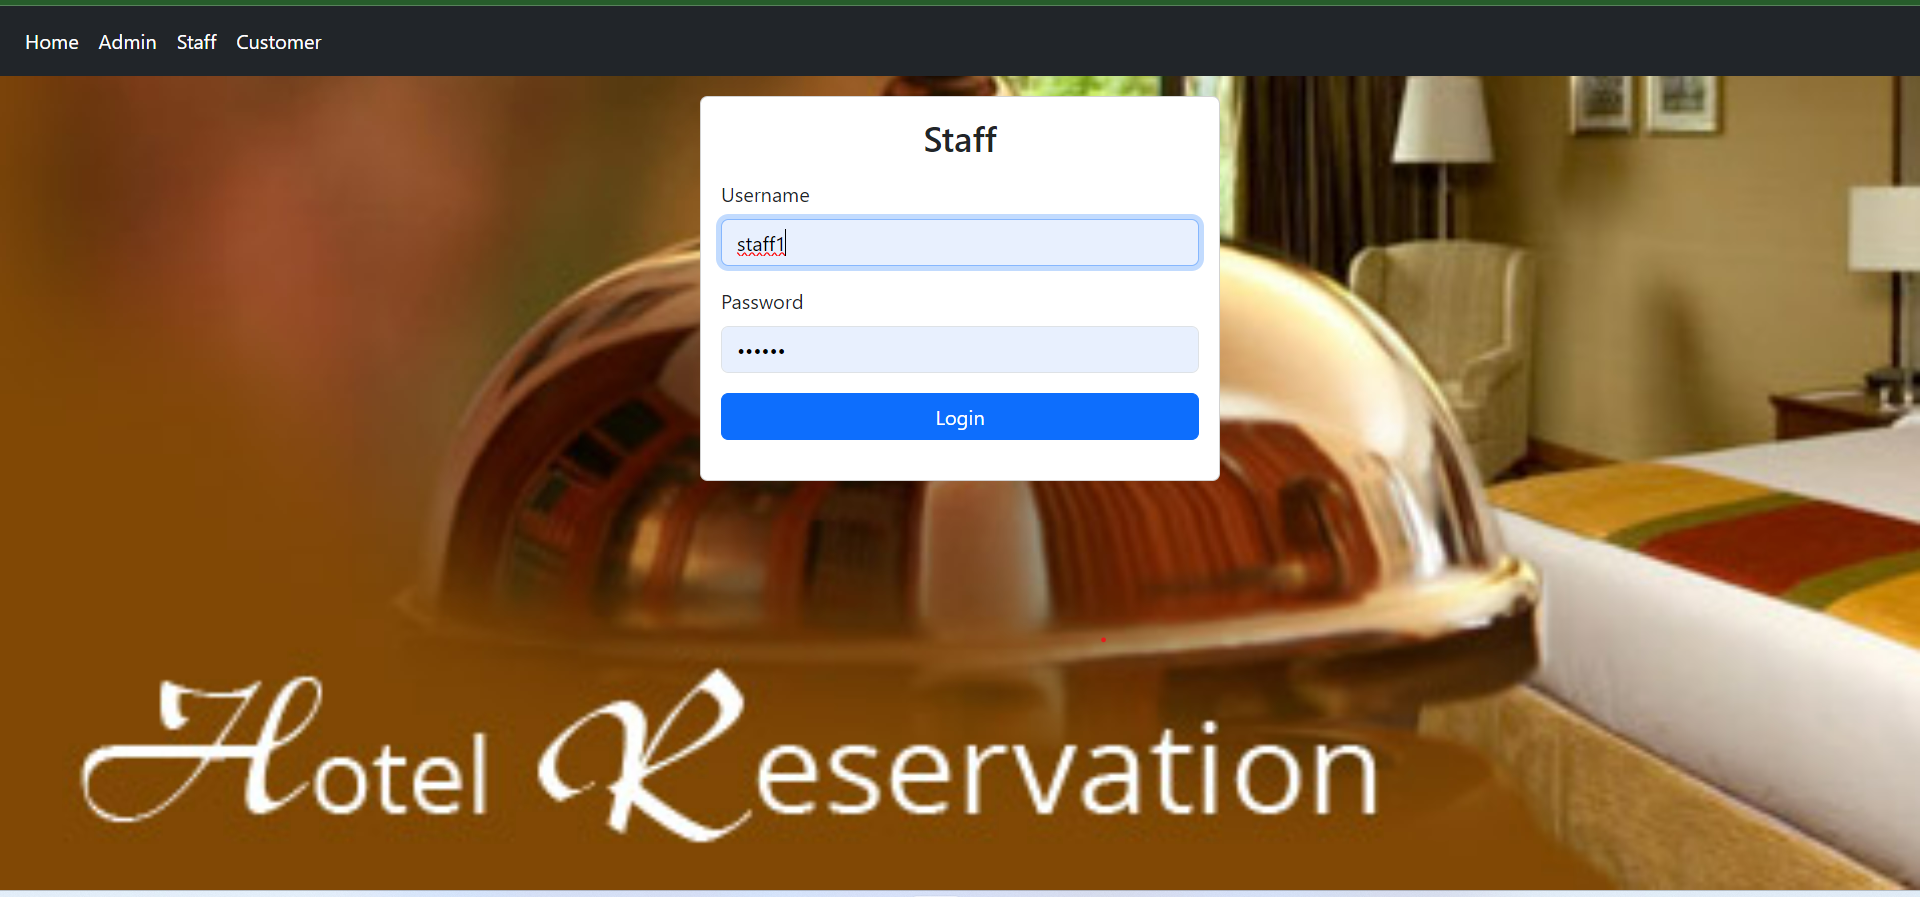 Home Admin Staff Customer
Staff
Username
staff1
Password
••••••
Login
Hotel Reservation